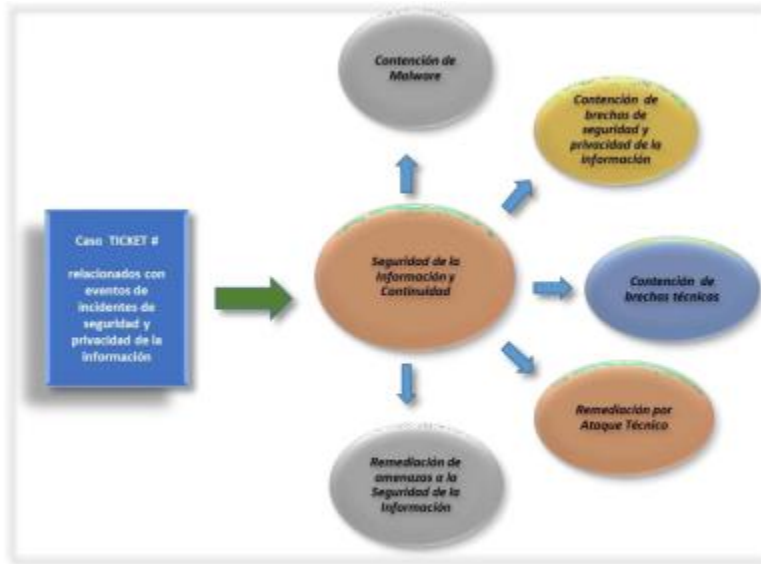 Contención de
Malware
Contención de
brechas de
seguridad y
privacidad de la
información
Caso TICKET #
relacionados con
eventos de
incidentes de
seguridad y
privacidad de la
información
Seguridad de la
Información y
Continuidad
Contención de
brechas técnicas
Remediación por
Ataque Técnico
Remediación de
amenazas a la
Seguridad de la
Información